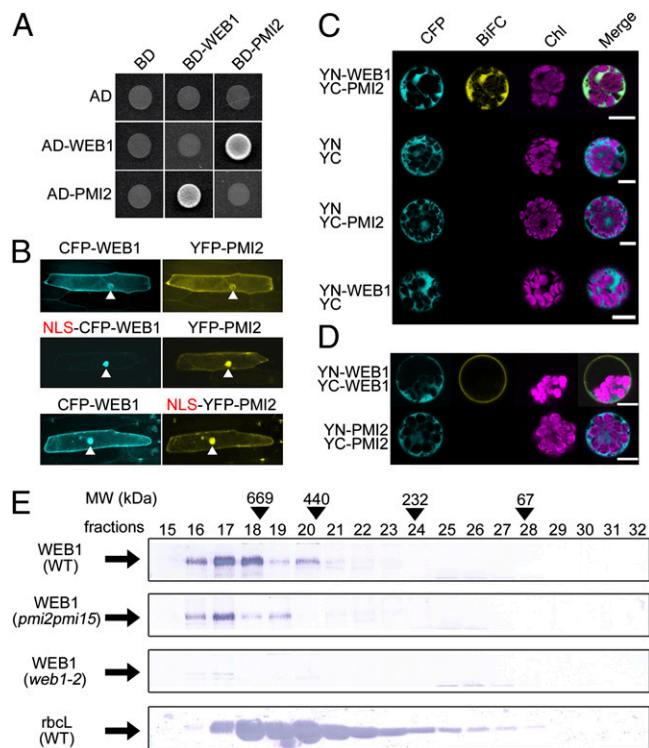 A
BD
BD-WEB1
BD-PMI2
AD
AD-WEB1
AD-PMI2
B
CFP-WEB1 YFP-PMI2
NLS-CFP-WEB1 YFP-PMI2
CFP-WEB1 NLS-YFP-PMI2
C
CFP
BiFC
Chl
Merge
YN-WEB1
YC-PMI2
YN
YC
YN
YC-PMI2
YN-WEB1
YC
D
YN-WEB1
YC-WEB1
YN-PMI2
YC-PMI2
E
MW (kDa) 669 440 232 67
fractions 15 16 17 18 19 20 21 22 23 24 25 26 27 28 29 30 31 32
WEB1
(WT)
WEB1
(pmi2pmi15)
WEB1
(web1-2)
rbcL
(WT)